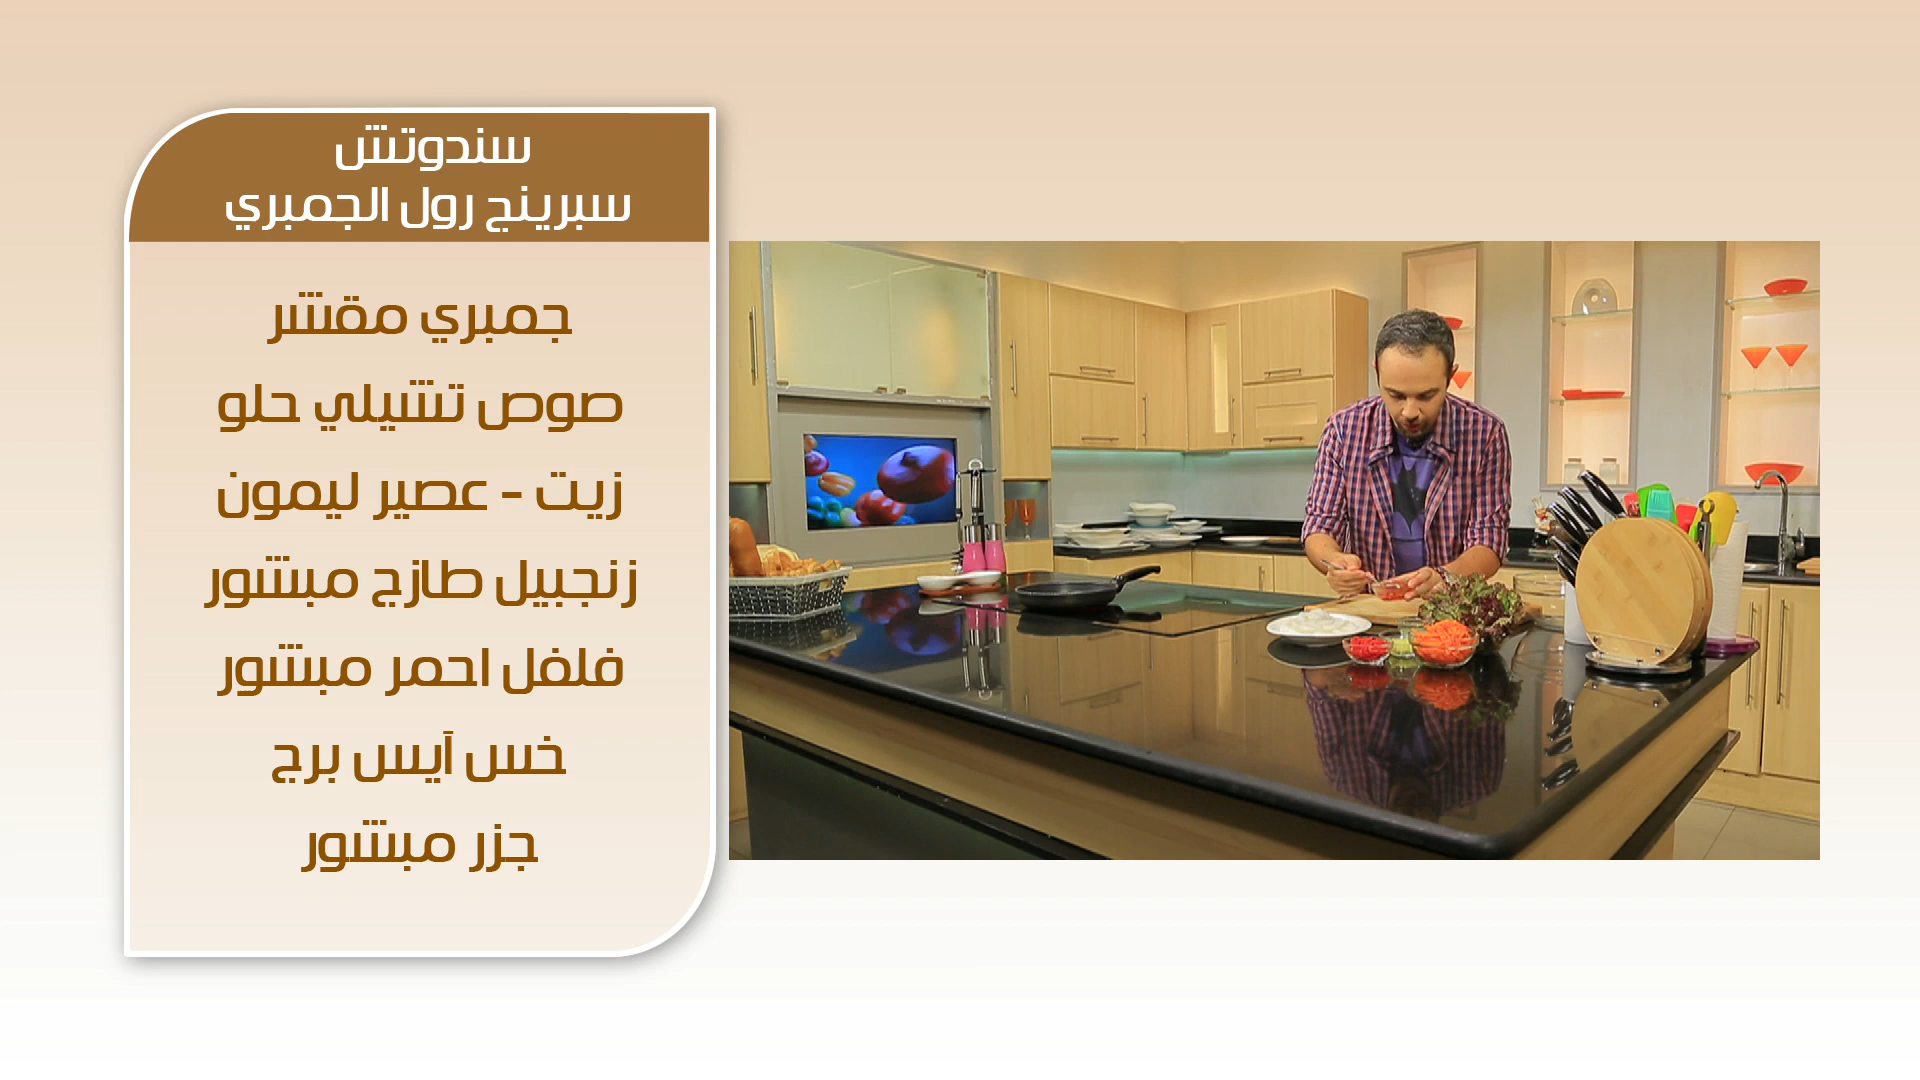 سندوتش
سبرينج رول الجمبري
جمبري مقشر
صوص تشيلي حلو
زيت - عصير ليمون
زنجبيل طازج مبشور
فلفل احمر مبشور
خس آيس برج
جزر مبشور